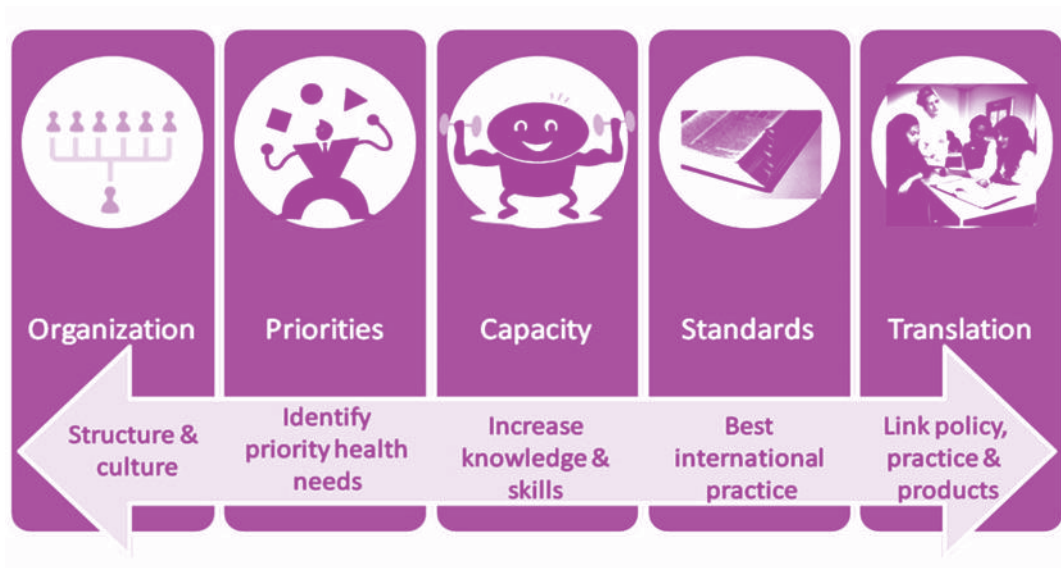 Organization
Priorities
Capacity
Standards
Translation
Structure &
culture
Identify
priority health
needs
Increase
knowledge &
skills
Best
international
practice
Link policy,
practice &
products